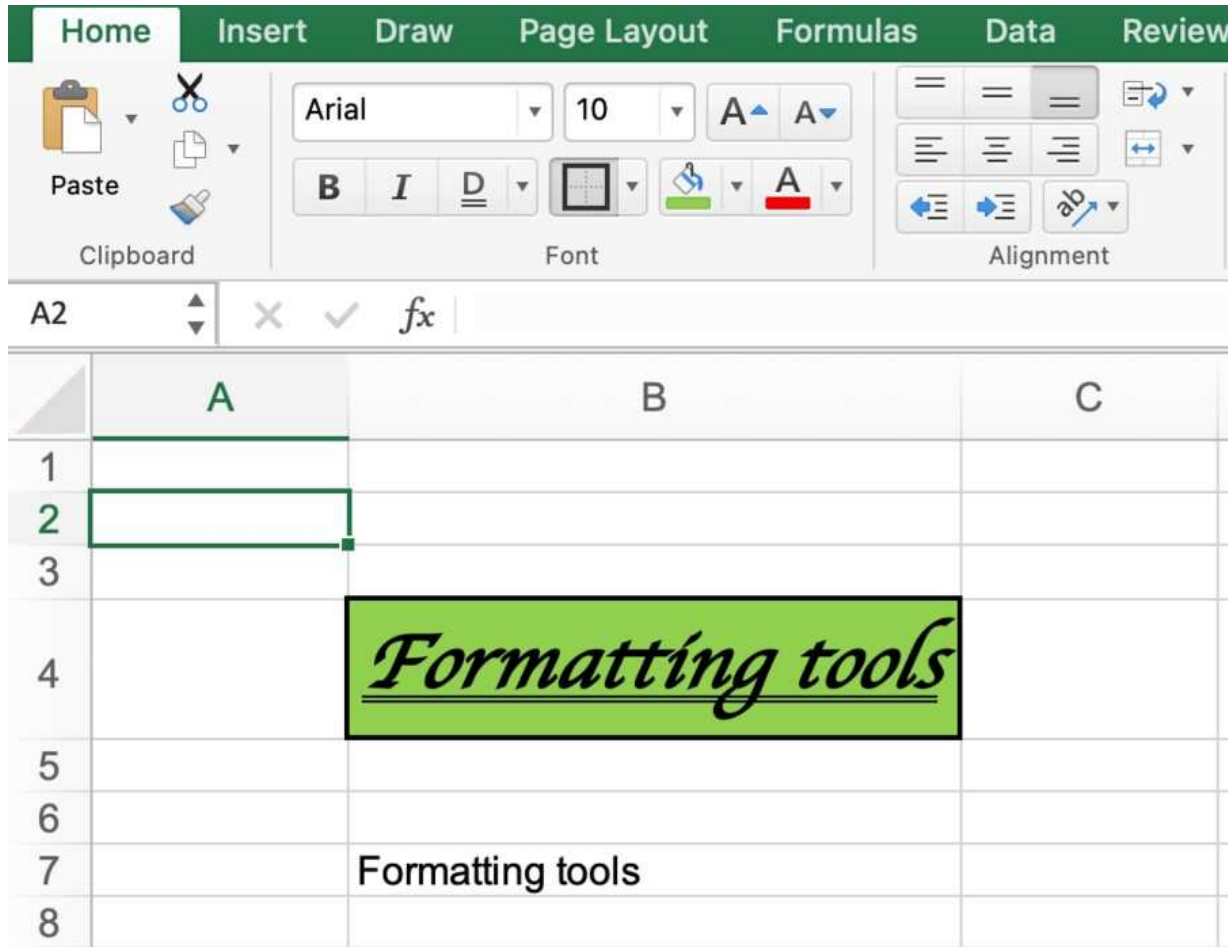 Home Insert Draw Page Layout Formulas Data Review
Arial 10 A A
Paste B I D A ab
Clipboard Font Alignment
A2 fx
A B C
1
2
3
4 Formatting tools
5
6
7 Formatting tools
8